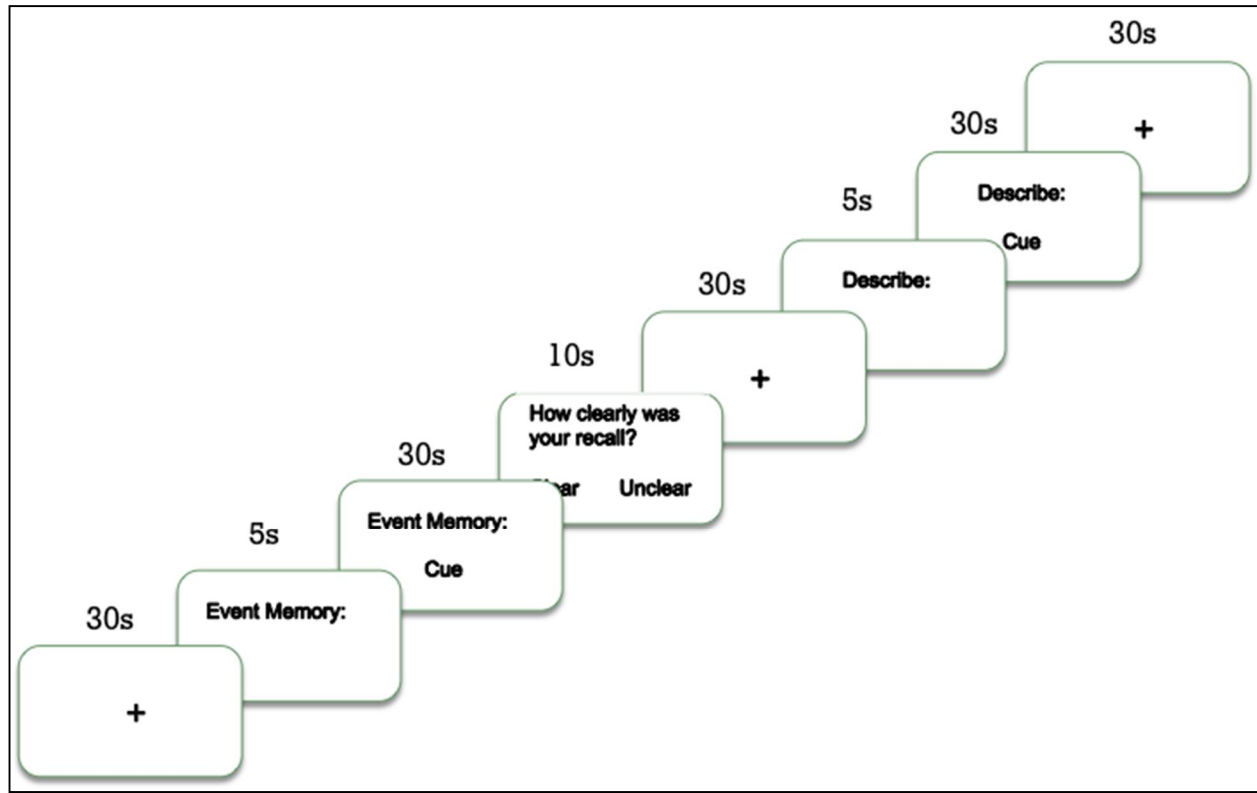 30s
+
30s
Describe:
Cue
5s
Describe:
30s
+
10s
How clearly was
your recall?
Unclear
30s
Event Memory:
Cue
5s
Event Memory:
30s
+